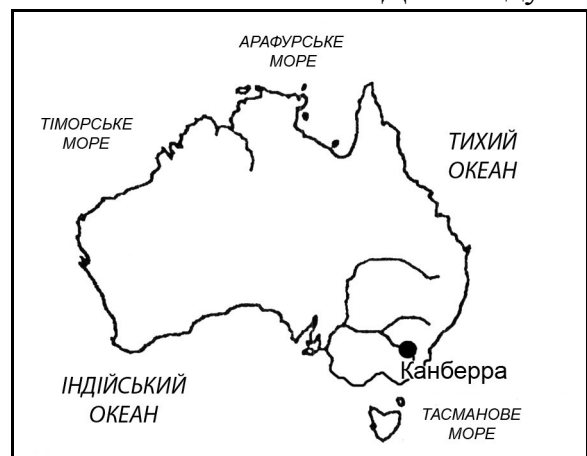 АРАФУРСЬКЕ
МОРЕ
ТІМОРСЬКЕ
МОРЕ
ТИХИЙ
ОКЕАН
Канберра
ІНДІЙСЬКИЙ
ОКЕАН
ТАСМАНОВЕ
МОРЕ